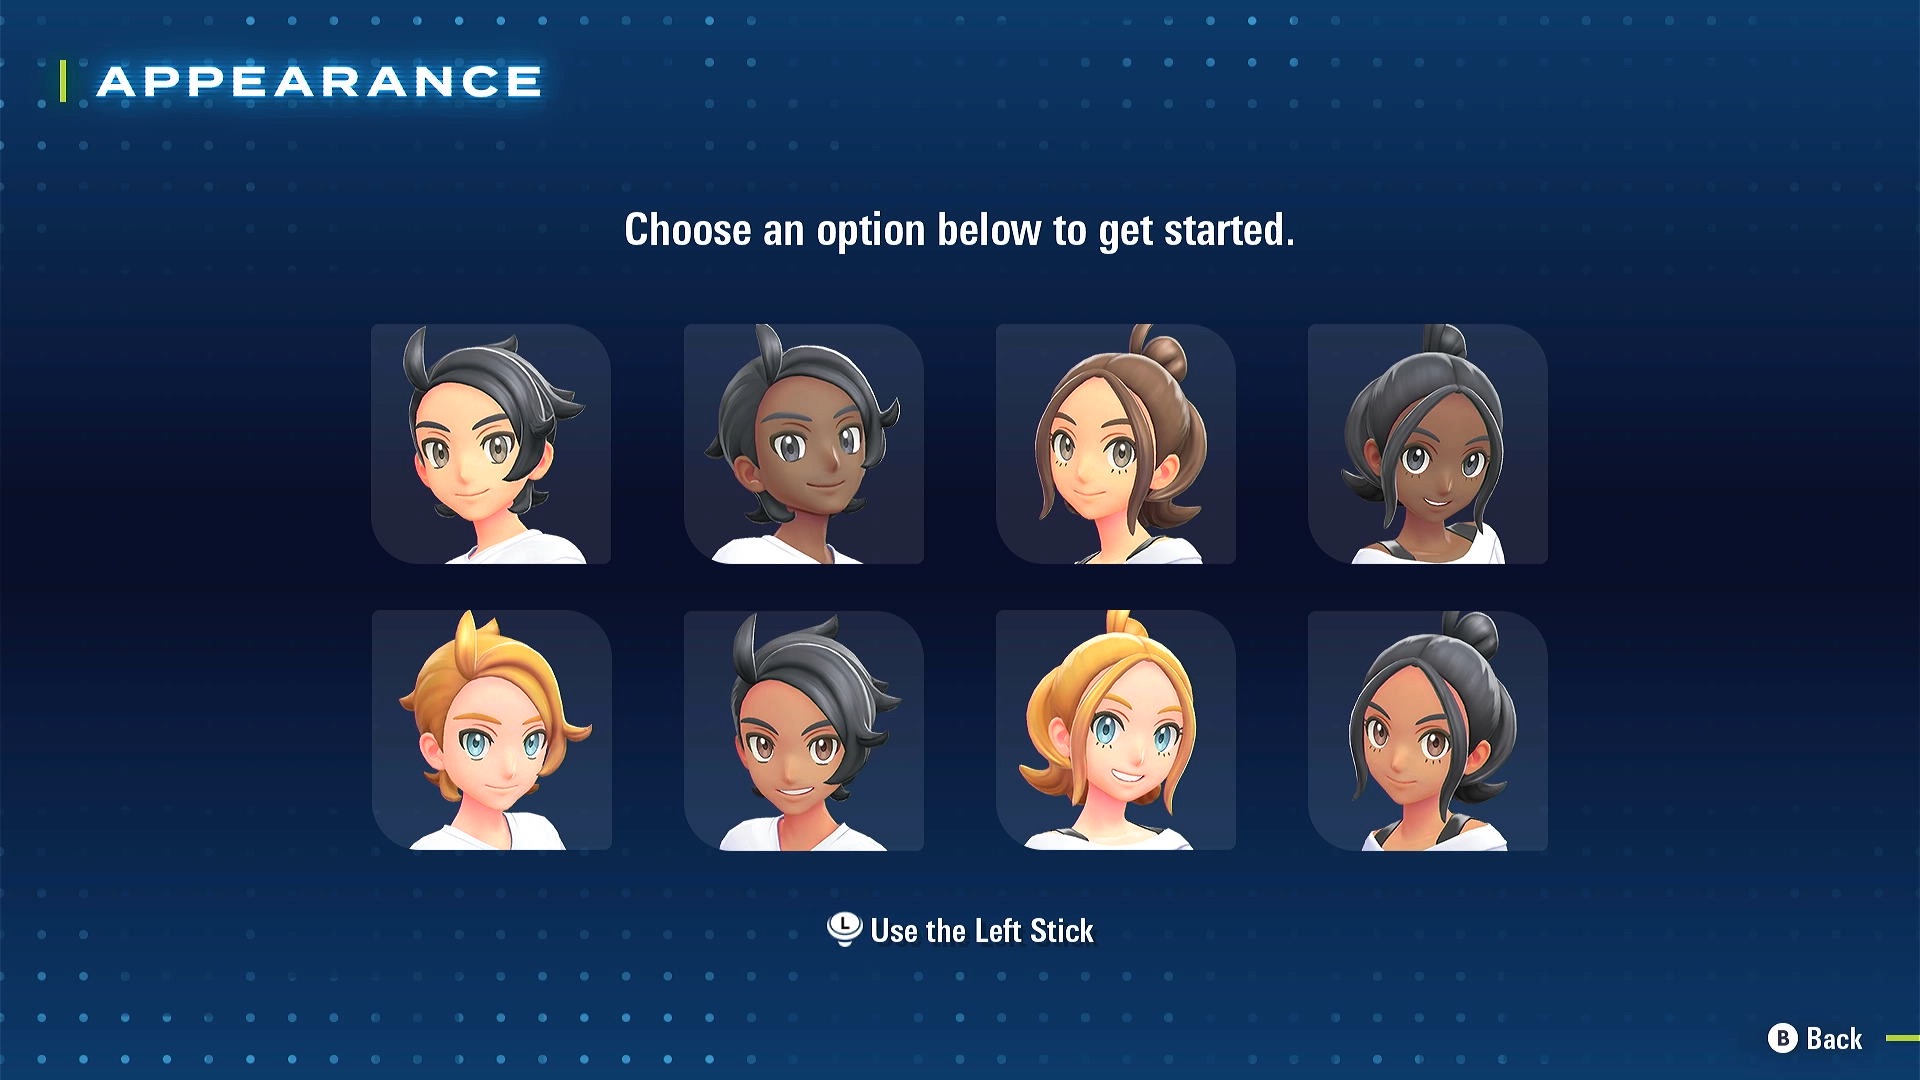 APPEARANCE
Choose an option below to get started.
L Use the Left Stick
B Back